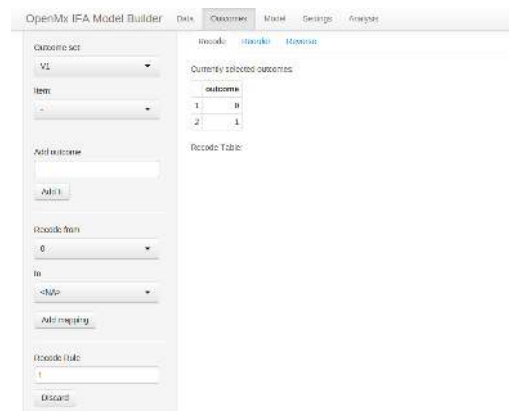 OpenMx IFA Model Builder Data Outcomes Model Settings Analysis
Outcome set
V1
Item:
-
Add outcome
Add It
Recode from
0
to
<NA>
Add mapping
Recode Rule
1
Discard
Recode Reorder Reverse
Currently selected outcomes:
outcome
1 0
2 1
Recode Table: